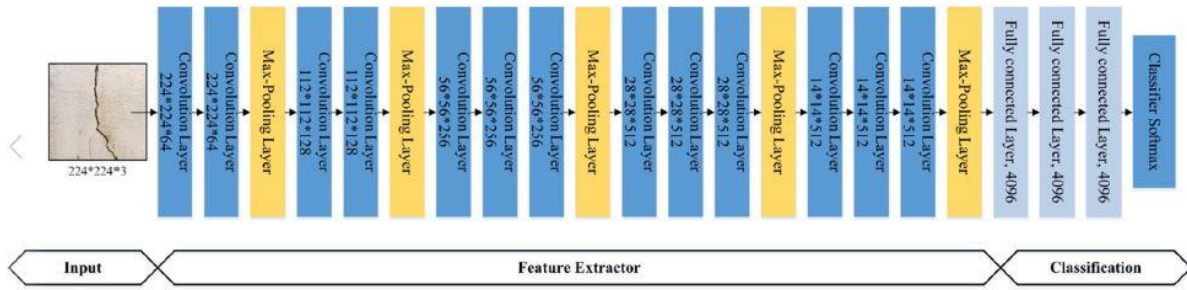 224*224*3
Convolution Layer
224*224*64
Convolution Layer
224*224*64
Max-Pooling Layer
Convolution Layer
112*112*128
Convolution Layer
112*112*128
Max-Pooling Layer
Convolution Layer
56*56*256
Convolution Layer
56*56*256
Convolution Layer
56*56*256
Max-Pooling Layer
Convolution Layer
28*28*512
Convolution Layer
28*28*512
Convolution Layer
28*28*512
Max-Pooling Layer
Convolution Layer
14*14*512
Convolution Layer
14*14*512
Convolution Layer
14*14*512
Max-Pooling Layer
Fully connected Layer, 4096
Fully connected Layer, 4096
Fully connected Layer, 4096
Classifier Softmax
Input
Feature Extractor
Classification